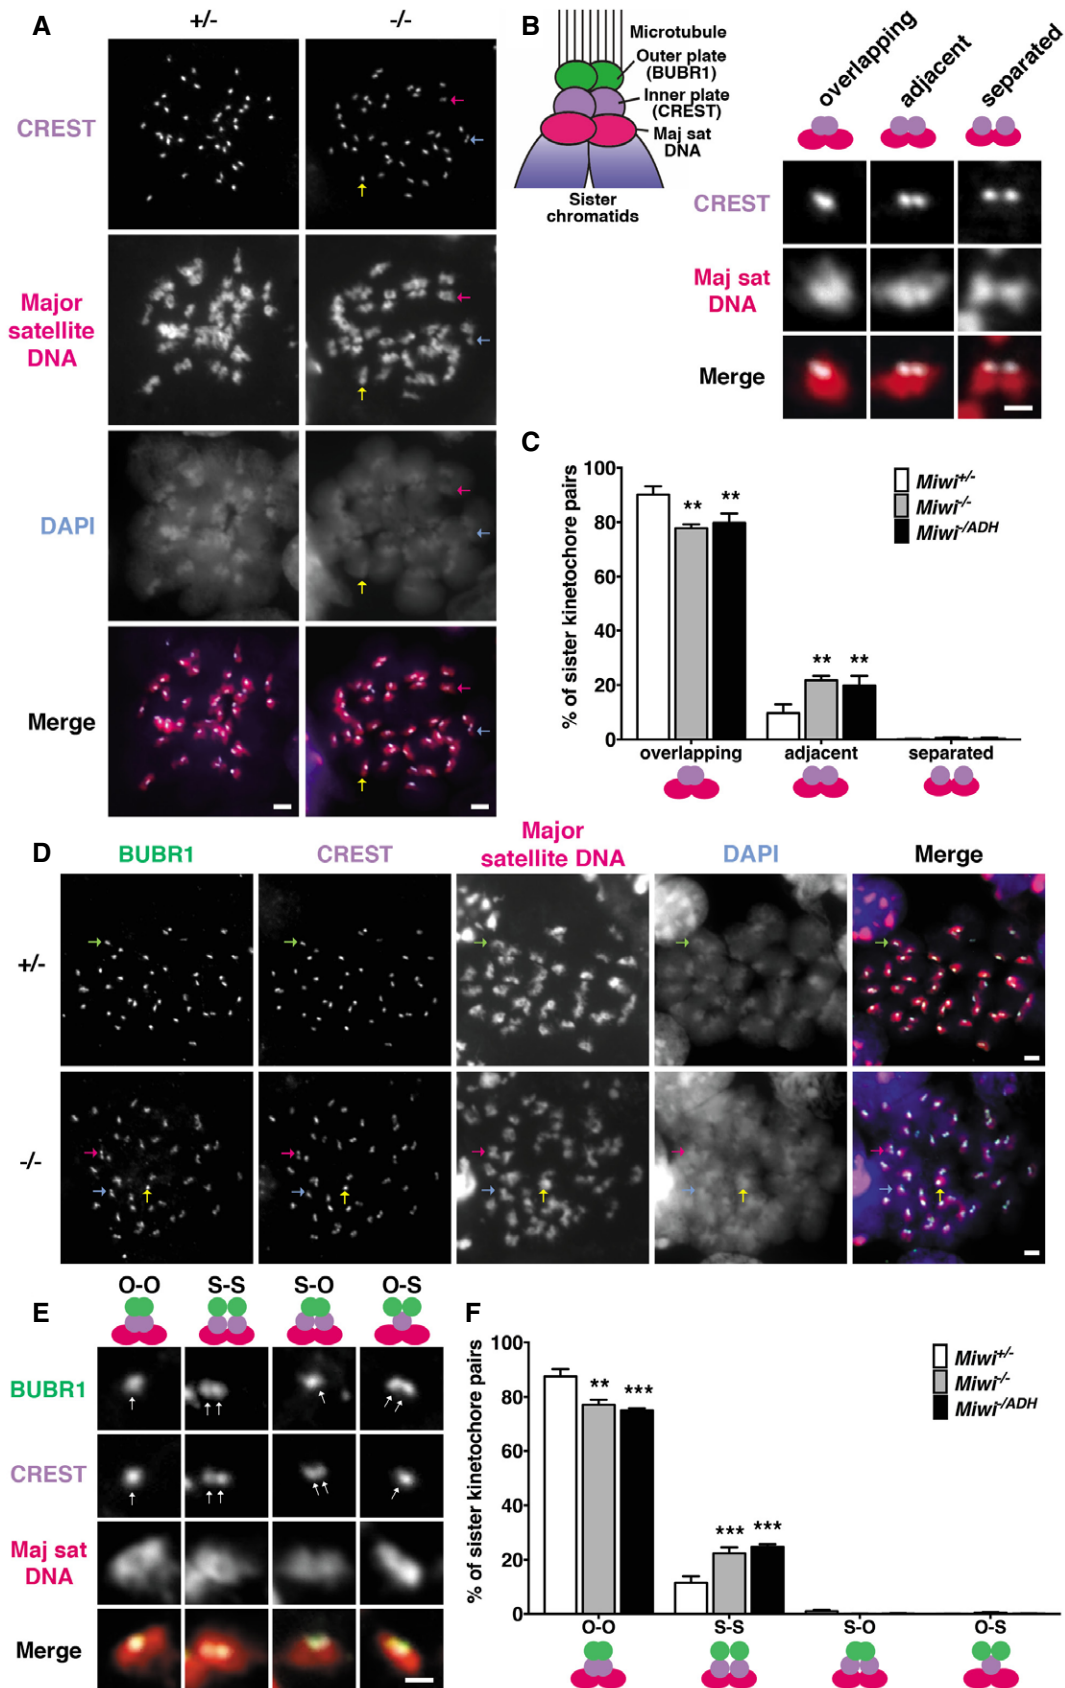 A
+/-
-/-
CREST
Major
satellite
DNA
DAPI
Merge
B
Microtubule
Outer plate
(BUBR1)
Inner plate
(CREST)
Maj sat
DNA
Sister
chromatids
overlapping
adjacent
separated
CREST
Maj sat
DNA
Merge
C
% of sister kinetochore pairs
100
80
60
40
20
0
**
**
**
**
Miwi+/-
Miwi-/-
Miwi-/ADH
overlapping
adjacent
separated
D
BUBR1
CREST
Major
satellite DNA
DAPI
Merge
+/-
-/-
E
O-O
S-S
S-O
O-S
BUBR1
CREST
Maj sat
DNA
Merge
F
% of sister kinetochore pairs
100
80
60
40
20
0
**
***
***
***
Miwi+/-
Miwi-/-
Miwi-/ADH
O-O
S-S
S-O
O-S